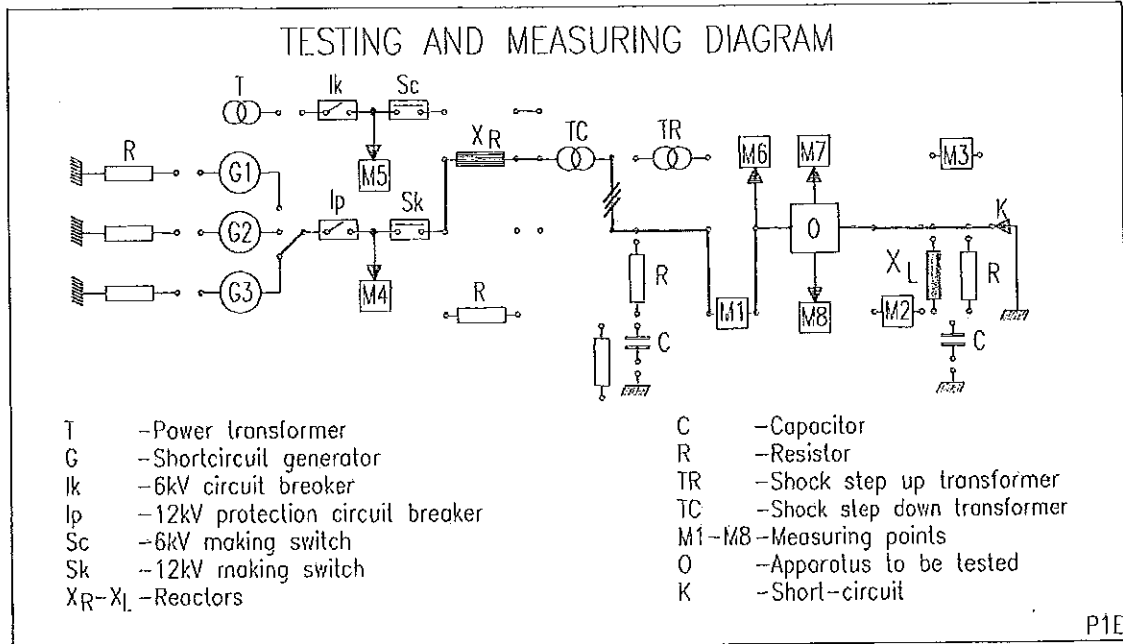 TESTING AND MEASURING DIAGRAM
T Ik Sc
XR TC TR
M5 M6 M7 M3
R G1
G2 Ip Sk O K
G3 M4 R R XL R
M1 M8 M2
C C
T -Power transformer
G -Shortcircuit generator
Ik -6kV circuit breaker
Ip -12kV protection circuit breaker
Sc -6kV making switch
Sk -12kV making switch
XR-XL -Reactors
C -Capacitor
R -Resistor
TR -Shock step up transformer
TC -Shock step down transformer
M1-M8 -Measuring points
O -Apparatus to be tested
K -Short-circuit
P1E